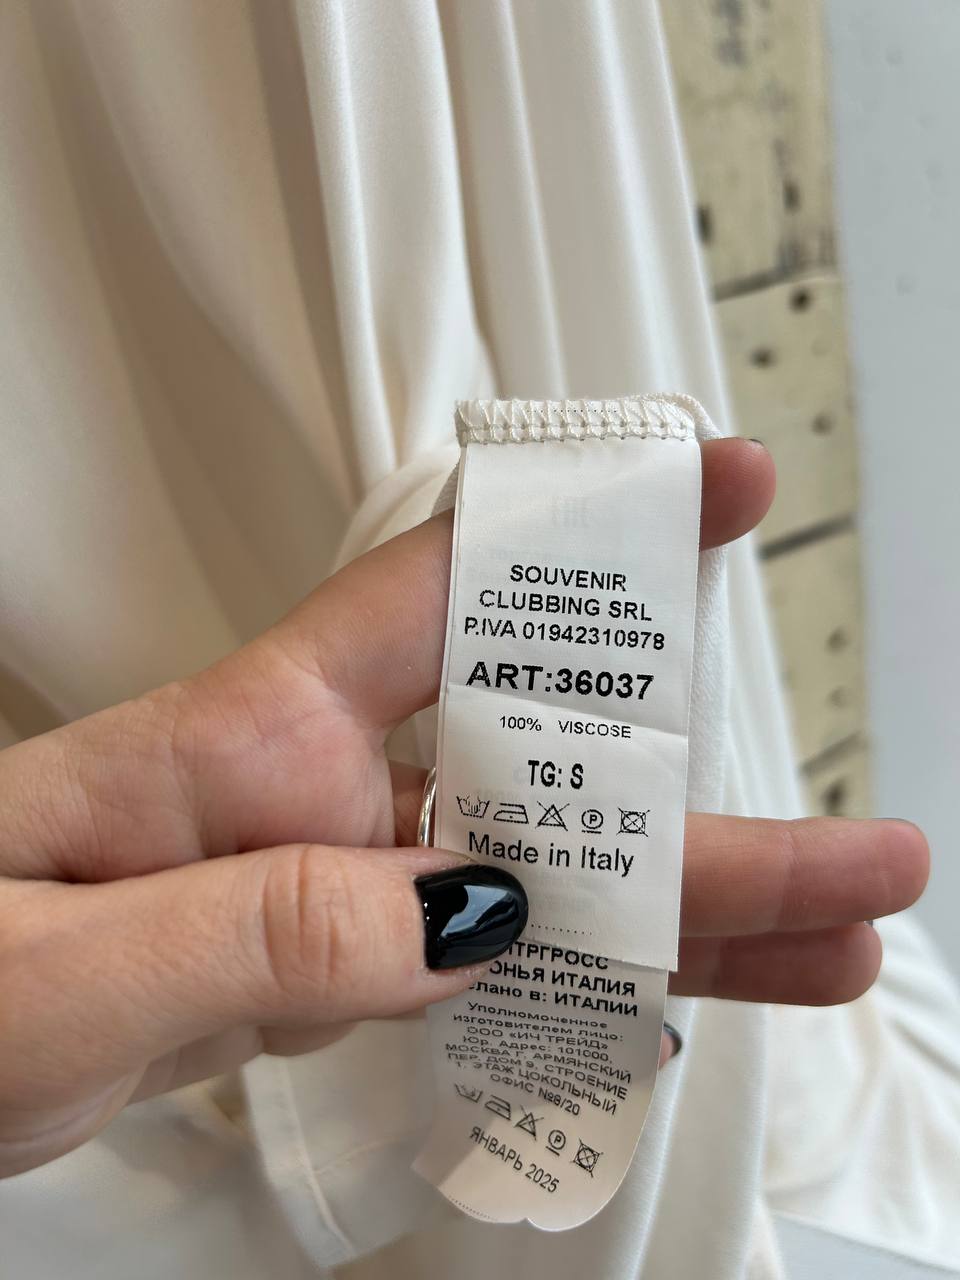 SOUVENIR
CLUBBING SRL
P.IVA 01942310978
ART:36037
100% VISCOSE
TG: S
P
Made in Italy
ИТАЛИЯ
в: ИТАЛИИ
Уполномоченное
изготовителем лицо:
ООО «ИЧ ТРЕЙД»
Юр. Адрес: 101000,
МОСКВА Г, АРМЯНСКИЙ
ПЕР, ДОМ 9, СТРОЕНИЕ
1, ЭТАЖ ЦОКОЛЬНЫЙ
ОФИС №8/20
P
ЯНВАРЬ 2025